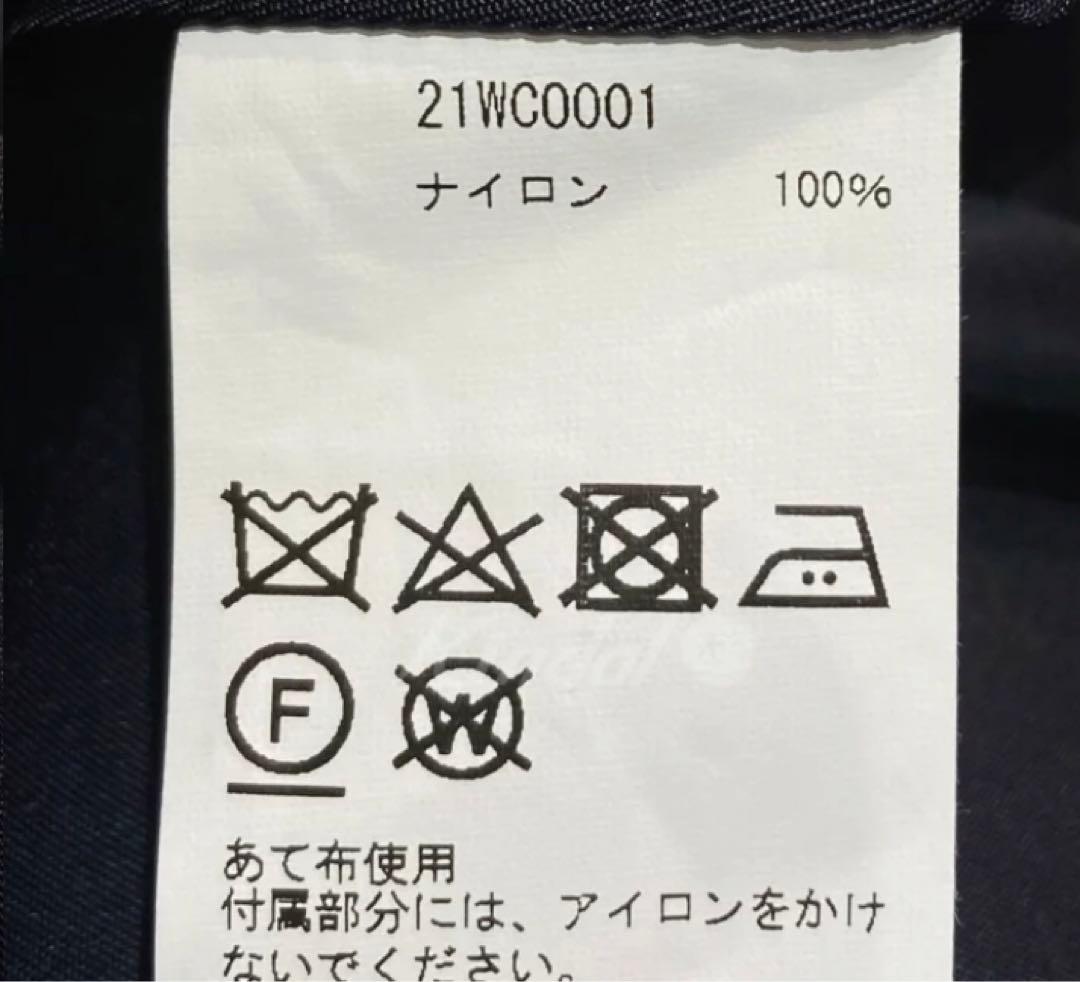 21WC0001
ナイロン 100%
F W
あて布使用
付属部分には、アイロンをかけ
ないでください。